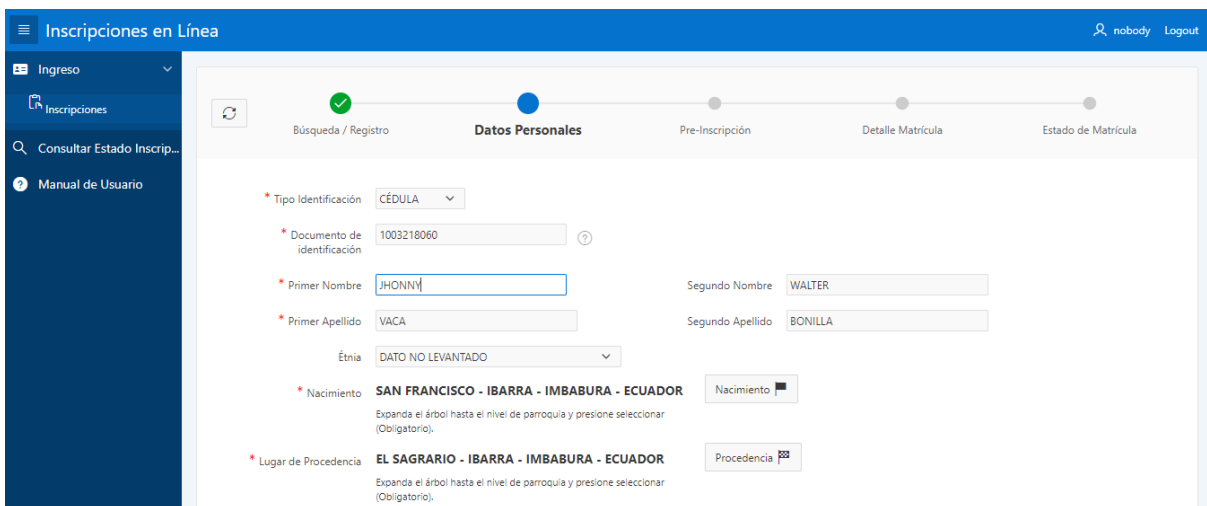 Inscripciones en Línea
nobody Logout
Ingreso
Inscripciones
Consultar Estado Inscrip...
Manual de Usuario
Búsqueda / Registro
Datos Personales
Pre-Inscripción
Detalle Matrícula
Estado de Matrícula
* Tipo Identificación CÉDULA
* Documento de identificación 1003218060 ?
* Primer Nombre JHONNY Segundo Nombre WALTER
* Primer Apellido VACA Segundo Apellido BONILLA
Étnia DATO NO LEVANTADO
* Nacimiento SAN FRANCISCO - IBARRA - IMBABURA - ECUADOR Nacimiento
Expanda el árbol hasta el nivel de parroquia y presione seleccionar
(Obligatorio).
* Lugar de Procedencia EL SAGRARIO - IBARRA - IMBABURA - ECUADOR Procedencia
Expanda el árbol hasta el nivel de parroquia y presione seleccionar
(Obligatorio).